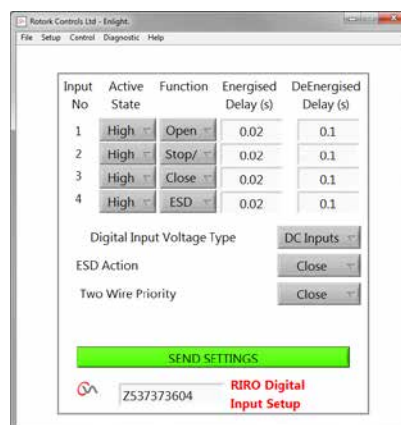 Rotork Controls Ltd - Enlight.
File Setup Control Diagnostic Help
Input No Active State Function Energised Delay (s) DeEnergised Delay (s)
1 High Open 0.02 0.1
2 High Stop/ 0.02 0.1
3 High Close 0.02 0.1
4 High ESD 0.02 0.1
Digital Input Voltage Type DC Inputs
ESD Action Close
Two Wire Priority Close
SEND SETTINGS
Z537373604 RIRO Digital
Input Setup